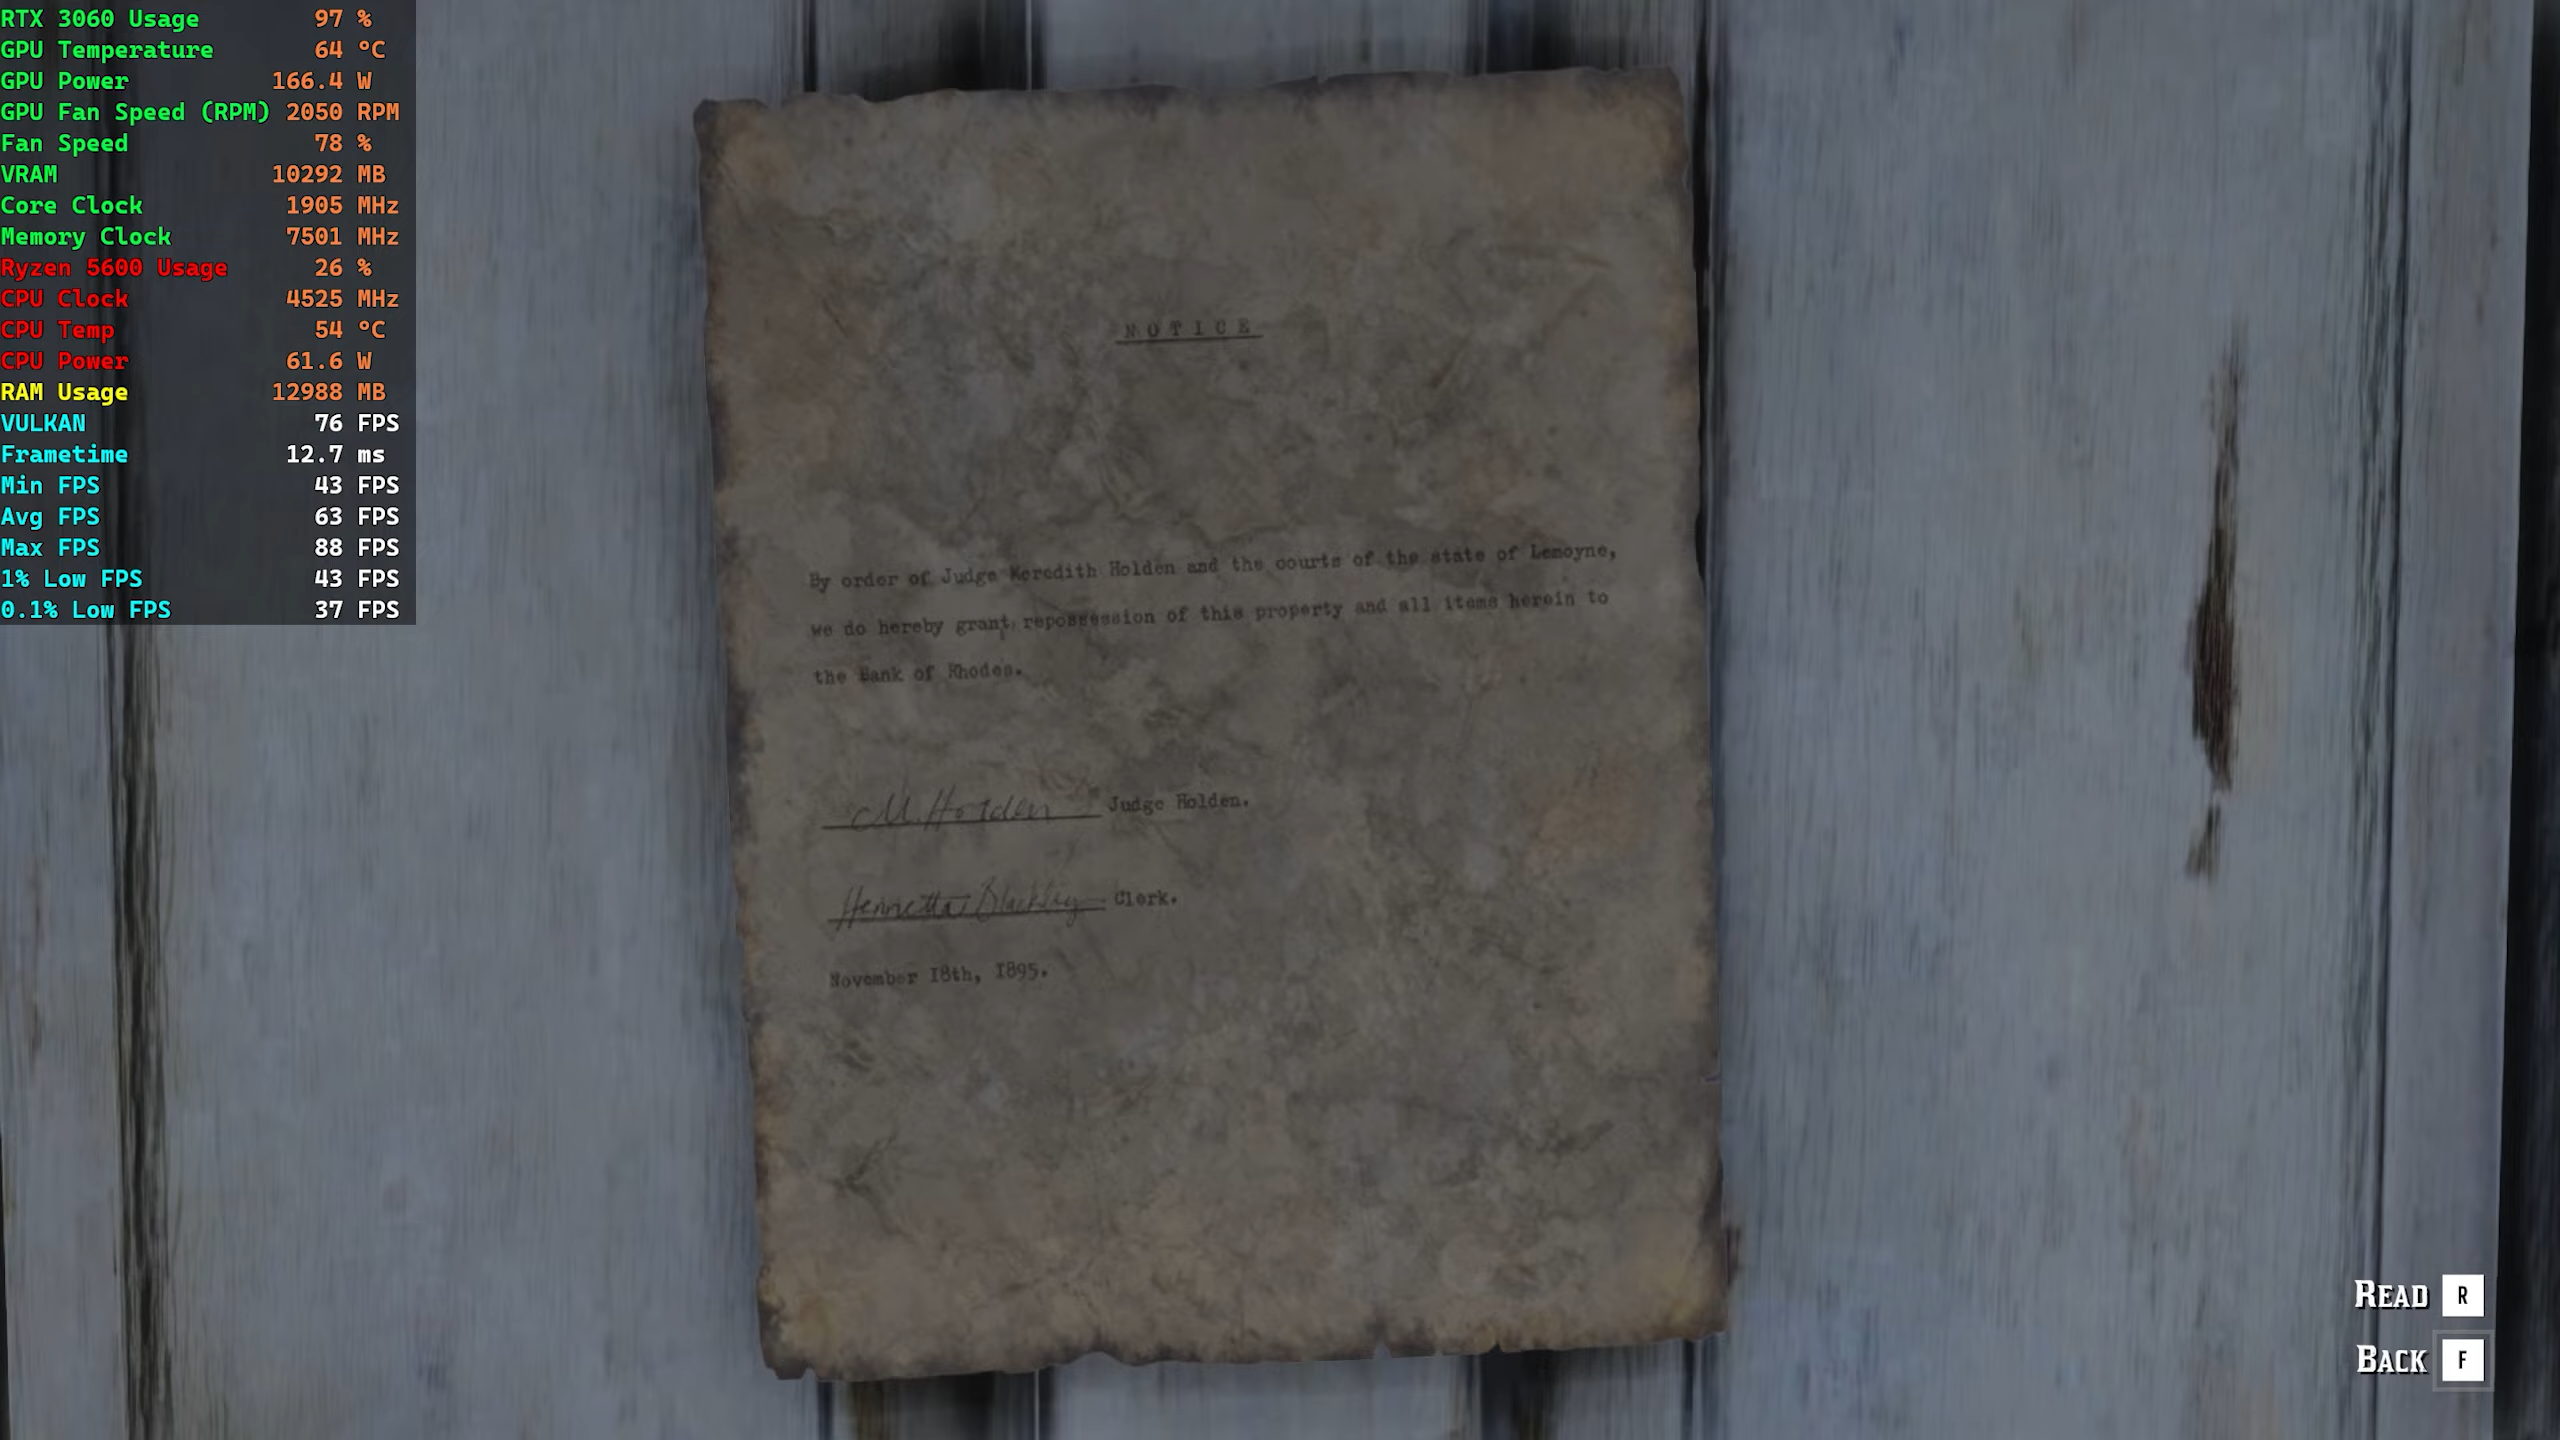 RTX 3060 Usage 97 %
GPU Temperature 64 °C
GPU Power 166.4 W
GPU Fan Speed (RPM) 2050 RPM
Fan Speed 78 %
VRAM 10292 MB
Core Clock 1905 MHz
Memory Clock 7501 MHz
Ryzen 5600 Usage 26 %
CPU Clock 4525 MHz
CPU Temp 54 °C
CPU Power 61.6 W
RAM Usage 12988 MB
VULKAN 76 FPS
Frametime 12.7 ms
Min FPS 43 FPS
Avg FPS 63 FPS
Max FPS 88 FPS
1% Low FPS 43 FPS
0.1% Low FPS 37 FPS
NOTICE
By order of Judge Meredith Holden and the courts of the state of Lemoyne,
we do hereby grant repossession of this property and all items herein to
the Bank of Rhodes.
M. Holden Judge Holden.
Henrietta Clerk.
November 18th, 1895.
READ R
BACK F